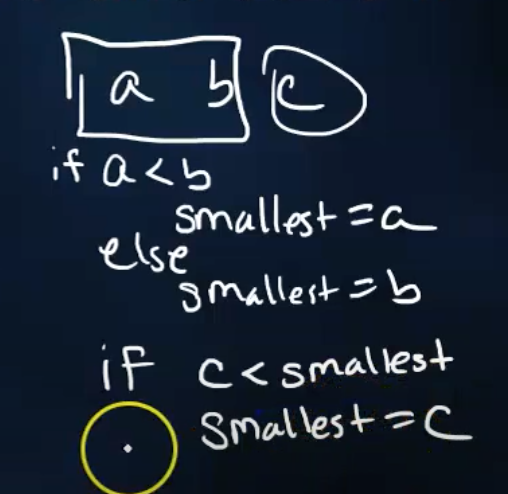 a b c
if a < b
smallest = a
else
smallest = b
if c < smallest
smallest = c